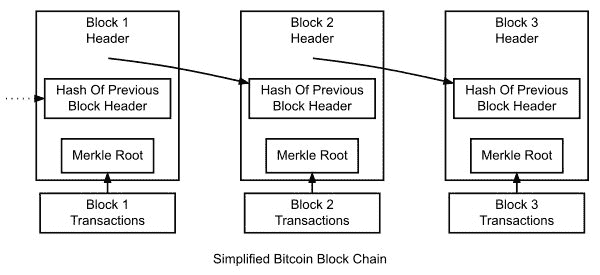 Block 1
Header
Hash Of Previous
Block Header
Merkle Root
Block 1
Transactions
Block 2
Header
Hash Of Previous
Block Header
Merkle Root
Block 2
Transactions
Block 3
Header
Hash Of Previous
Block Header
Merkle Root
Block 3
Transactions
Simplified Bitcoin Block Chain